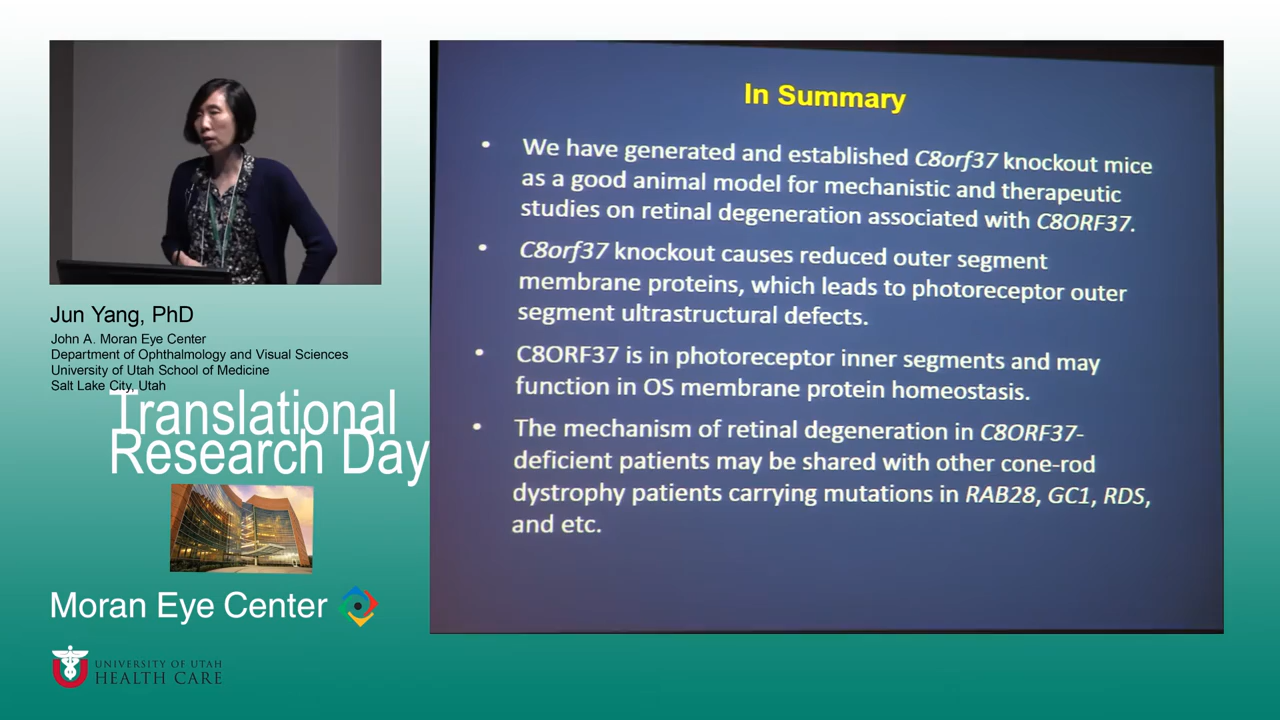 Jun Yang, PhD
John A. Moran Eye Center
Department of Ophthalmology and Visual Sciences
University of Utah School of Medicine
Salt Lake City, Utah
Translational
Research Day
Moran Eye Center
UNIVERSITY OF UTAH
HEALTH CARE
In Summary
• We have generated and established C8orf37 knockout mice
as a good animal model for mechanistic and therapeutic
studies on retinal degeneration associated with C8ORF37.
• C8orf37 knockout causes reduced outer segment
membrane proteins, which leads to photoreceptor outer
segment ultrastructural defects.
• C8ORF37 is in photoreceptor inner segments and may
function in OS membrane protein homeostasis.
• The mechanism of retinal degeneration in C8ORF37-
deficient patients may be shared with other cone-rod
dystrophy patients carrying mutations in RAB28, GC1, RDS,
and etc.